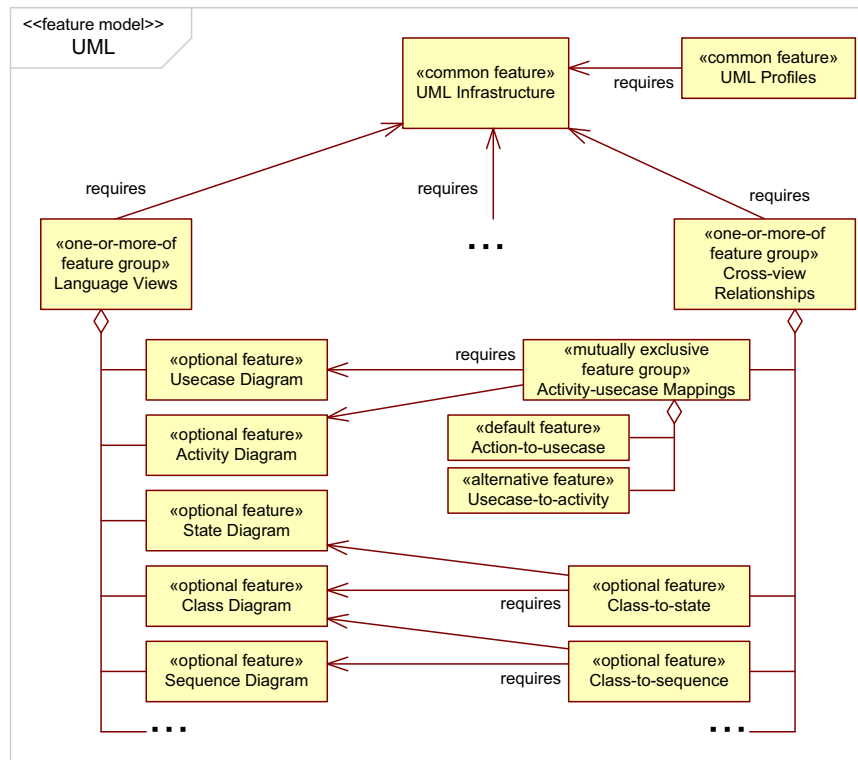 <<feature model>>
UML
«common feature»
UML Infrastructure
«common feature»
UML Profiles
requires
requires
requires
requires
«one-or-more-of
feature group»
Language Views
...
«one-or-more-of
feature group»
Cross-view
Relationships
«optional feature»
Usecase Diagram
requires
«mutually exclusive
feature group»
Activity-usecase Mappings
«optional feature»
Activity Diagram
«default feature»
Action-to-usecase
«alternative feature»
Usecase-to-activity
«optional feature»
State Diagram
«optional feature»
Class Diagram
requires
«optional feature»
Class-to-state
«optional feature»
Sequence Diagram
requires
«optional feature»
Class-to-sequence
...
...